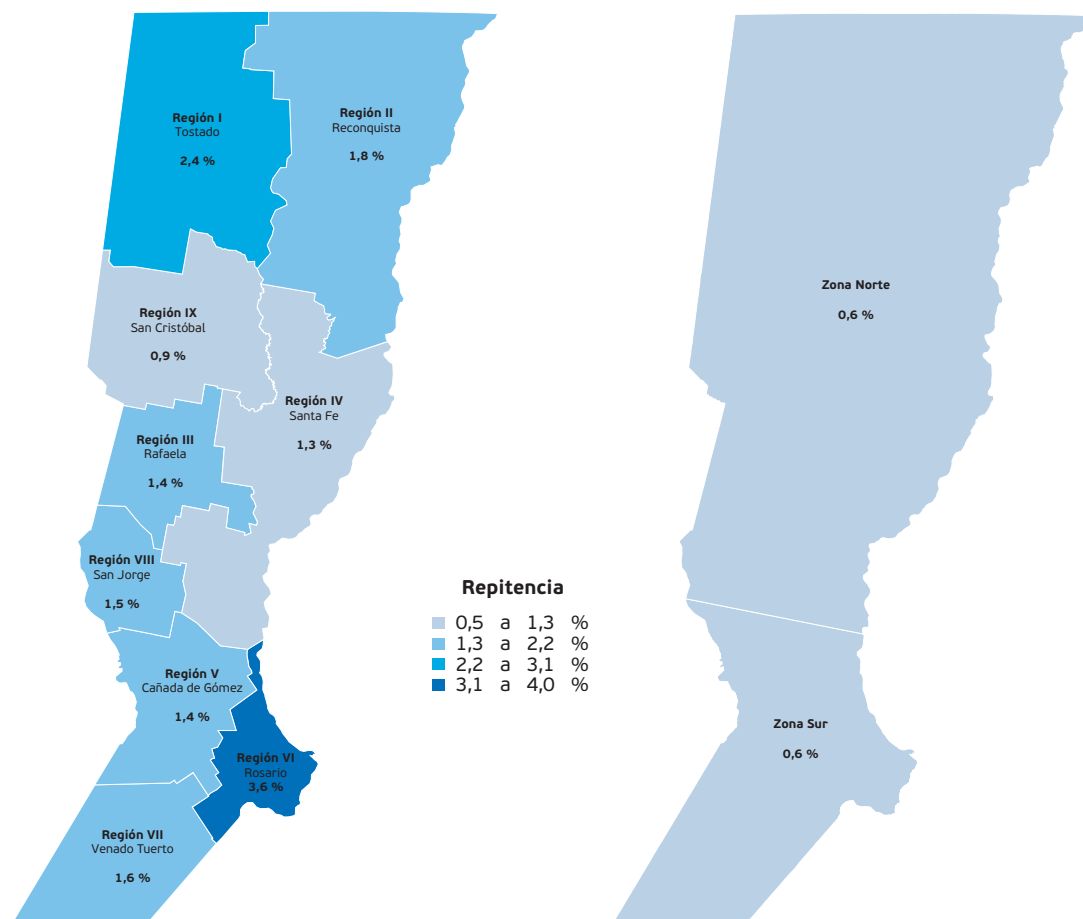 Región I
Tostado
2,4 %
Región II
Reconquista
1,8 %
Región IX
San Cristóbal
0,9 %
Región IV
Santa Fe
1,3 %
Región III
Rafaela
1,4 %
Región VIII
San Jorge
1,5 %
Región V
Cañada de Gómez
1,4 %
Región VI
Rosario
3,6 %
Región VII
Venado Tuerto
1,6 %
Repitencia
0,5 a 1,3 %
1,3 a 2,2 %
2,2 a 3,1 %
3,1 a 4,0 %
Zona Norte
0,6 %
Zona Sur
0,6 %